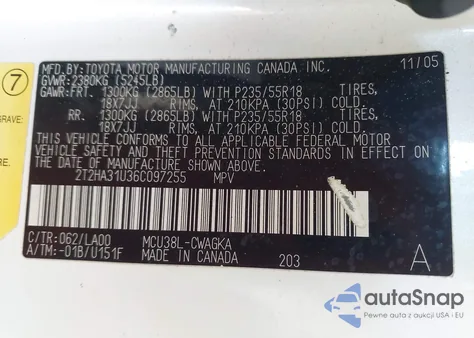 7
GRAVE:
MFD. BY: TOYOTA MOTOR MANUFACTURING CANADA INC. 11/05
GVWR: 2380KG (5245LB)
GAWR: FRT. 1300KG (2865LB) WITH P235/55R18 TIRES,
18X7JJ RIMS, AT 210KPA (30PSI) COLD.
RR. 1300KG (2865LB) WITH P235/55R18 TIRES,
18X7JJ RIMS, AT 210KPA (30PSI) COLD.
THIS VEHICLE CONFORMS TO ALL APPLICABLE FEDERAL MOTOR
VEHICLE SAFETY AND THEFT PREVENTION STANDARDS IN EFFECT
ON THE DATE OF MANUFACTURE SHOWN ABOVE.
2T2HA31U36C097255 MPV
C/TR: 062/LA00 MCU38L-CWAGKA
A/TM: -01B/U151F MADE IN CANADA 203 A
autoSnap
Pewne auto z USA i EU